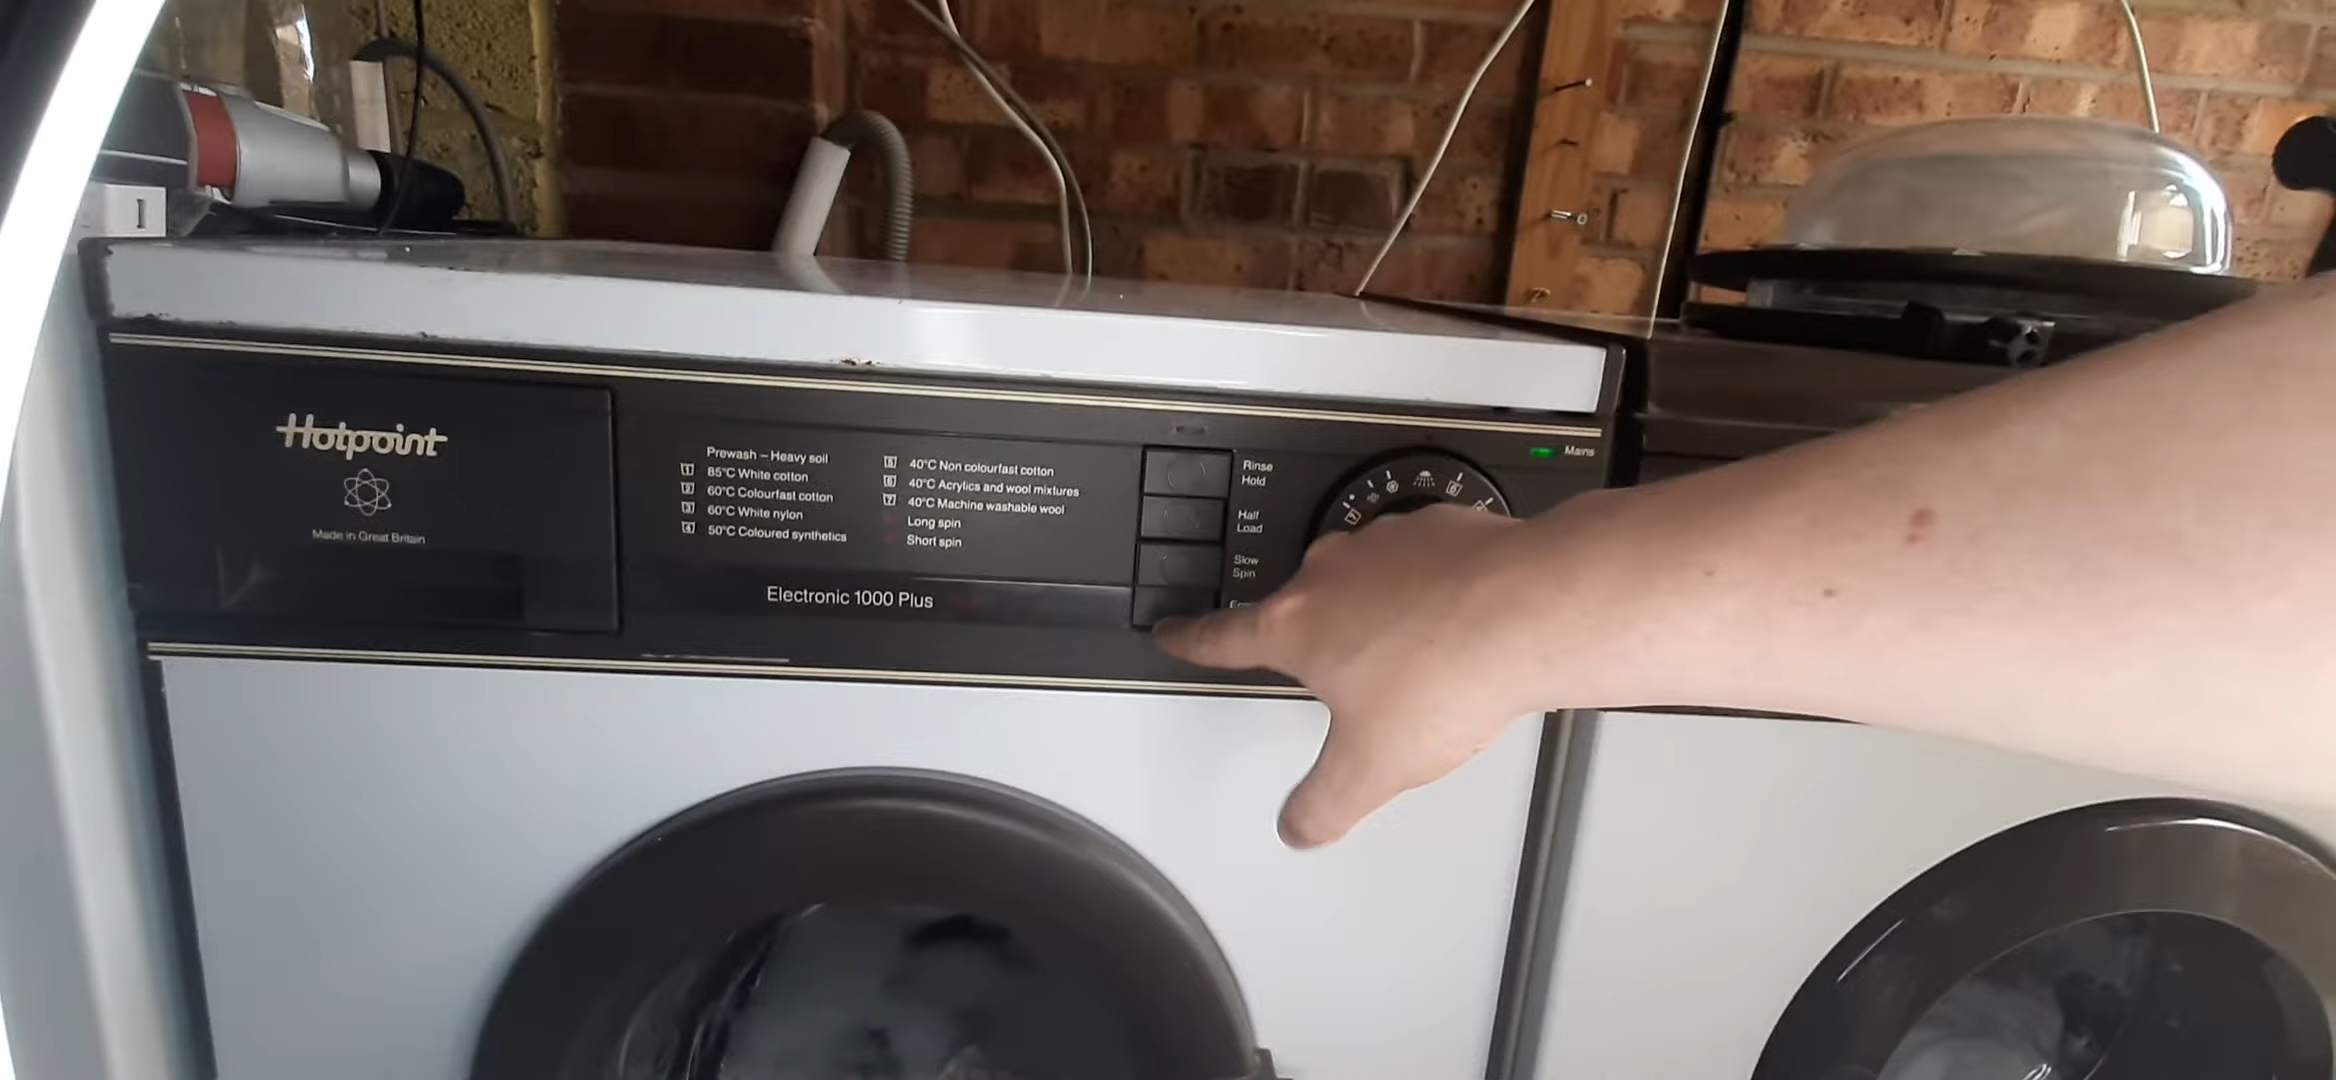 Hotpoint
Made in Great Britain
Prewash – Heavy soil
1 85°C White cotton
2 60°C Colourfast cotton
3 60°C White nylon
4 50°C Coloured synthetics
5 40°C Non colourfast cotton
6 40°C Acrylics and wool mixtures
7 40°C Machine washable wool
Long spin
Short spin
Electronic 1000 Plus
Rinse
Hold
Half
Load
Slow
Spin
Mains